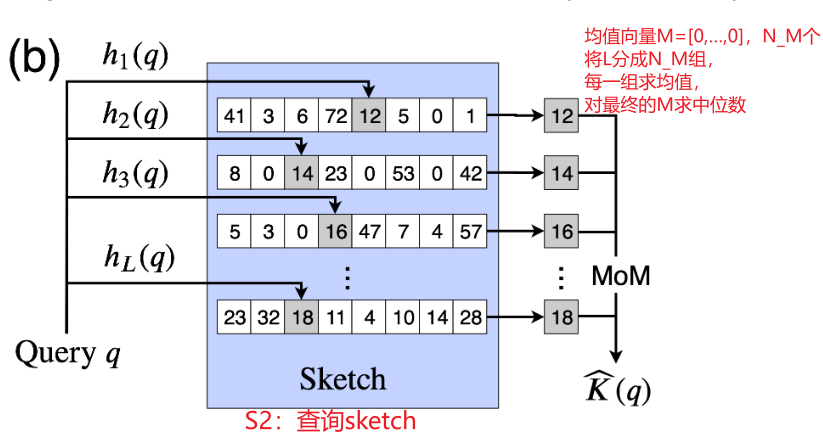 均值向量M=[0,...,0]，N_M个
将L分成N_M组，
每一组求均值，
对最终的M求中位数
(b)
h₁(q)
41 3 6 72 12 5 0 1 12
h₂(q)
8 0 14 23 0 53 0 42 14
h₃(q)
5 3 0 16 47 7 4 57 16
h_L(q)
⋮ ⋮ MoM
23 32 18 11 4 10 14 28 18
Query q
Sketch
K̂(q)
S2：查询sketch